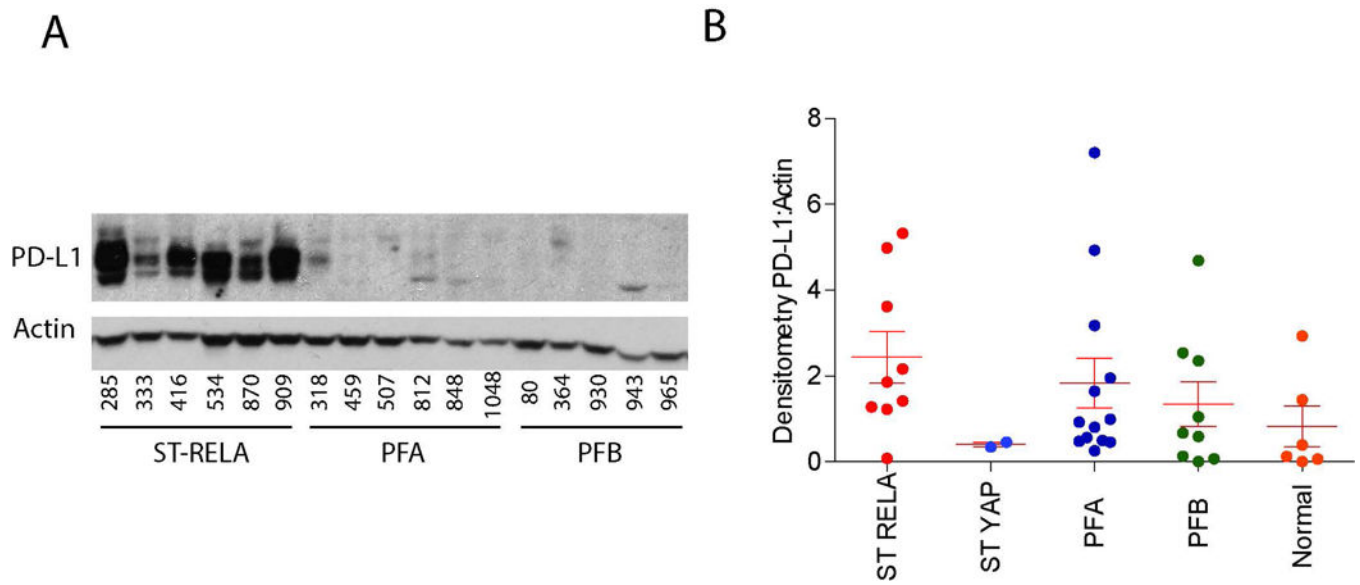 A
PD-L1
Actin
285 333 416 534 870 909 318 459 507 812 848 1048 80 364 930 943 965
ST-RELA PFA PFB
B
Densitometry PD-L1:Actin
8
6
4
2
0
ST RELA ST YAP PFA PFB Normal